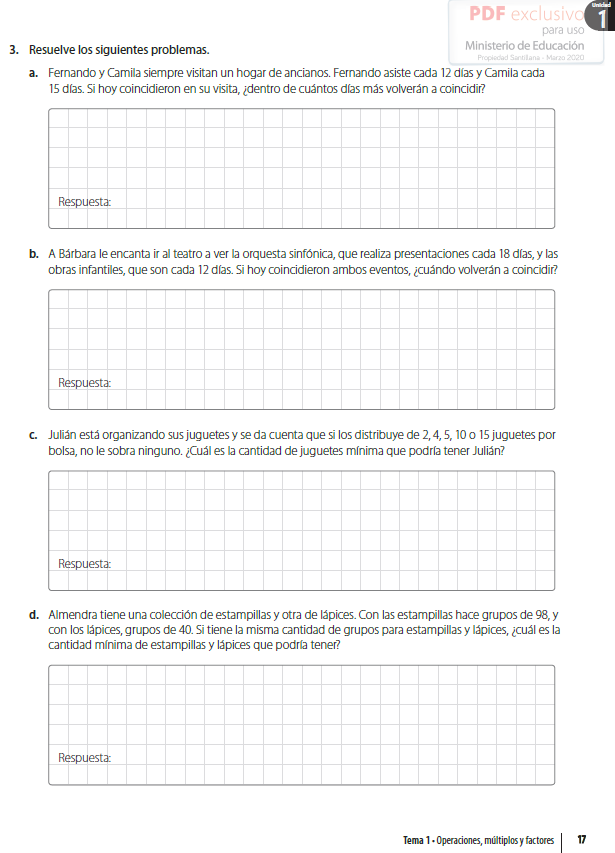 Unidad
1
PDF exclusivo
para uso
Ministerio de Educación
Propiedad Santillana - Marzo 2020
3. Resuelve los siguientes problemas.
a. Fernando y Camila siempre visitan un hogar de ancianos. Fernando asiste cada 12 días y Camila cada
15 días. Si hoy coincidieron en su visita, ¿dentro de cuántos días más volverán a coincidir?
Respuesta:
b. A Bárbara le encanta ir al teatro a ver la orquesta sinfónica, que realiza presentaciones cada 18 días, y las
obras infantiles, que son cada 12 días. Si hoy coincidieron ambos eventos, ¿cuándo volverán a coincidir?
Respuesta:
c. Julián está organizando sus juguetes y se da cuenta que si los distribuye de 2, 4, 5, 10 o 15 juguetes por
bolsa, no le sobra ninguno. ¿Cuál es la cantidad de juguetes mínima que podría tener Julián?
Respuesta:
d. Almendra tiene una colección de estampillas y otra de lápices. Con las estampillas hace grupos de 98, y
con los lápices, grupos de 40. Si tiene la misma cantidad de grupos para estampillas y lápices, ¿cuál es la
cantidad mínima de estampillas y lápices que podría tener?
Respuesta:
Tema 1 • Operaciones, múltiplos y factores 17